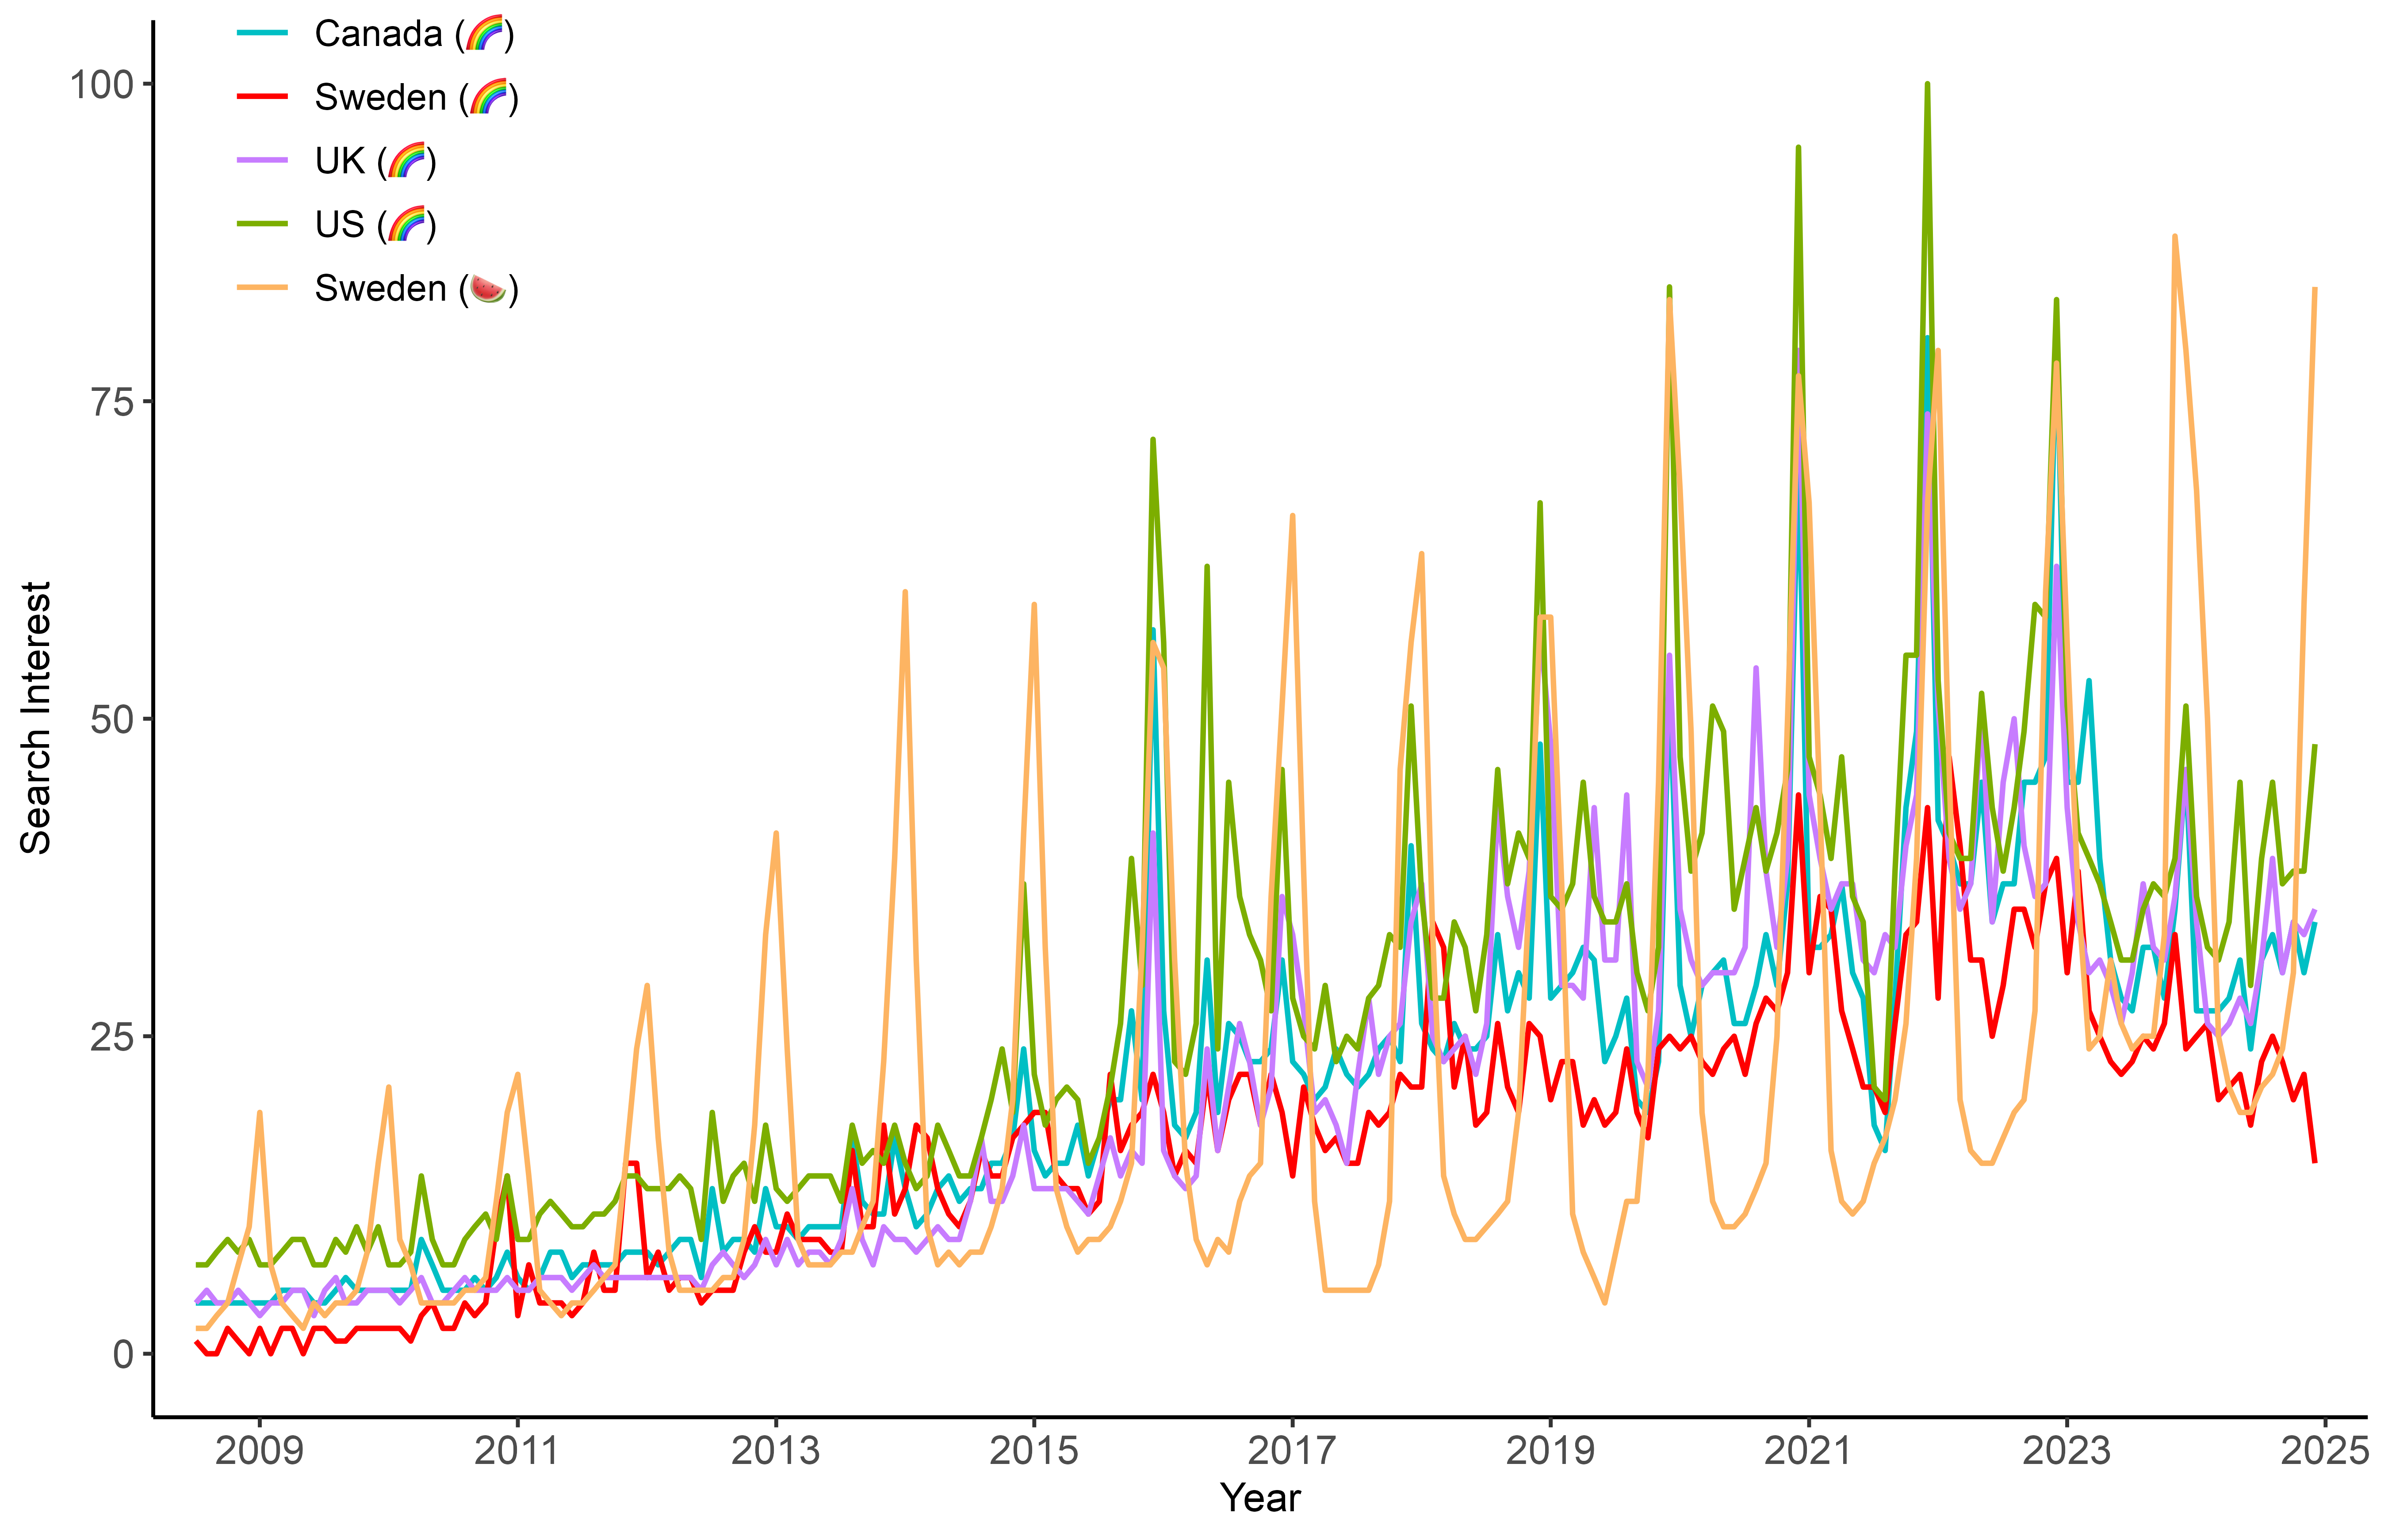 Canada (🌈)
Sweden (🌈)
UK (🌈)
US (🌈)
Sweden (🍉)
100
75
50
25
0
Search Interest
2009 2011 2013 2015 2017 2019 2021 2023 2025
Year